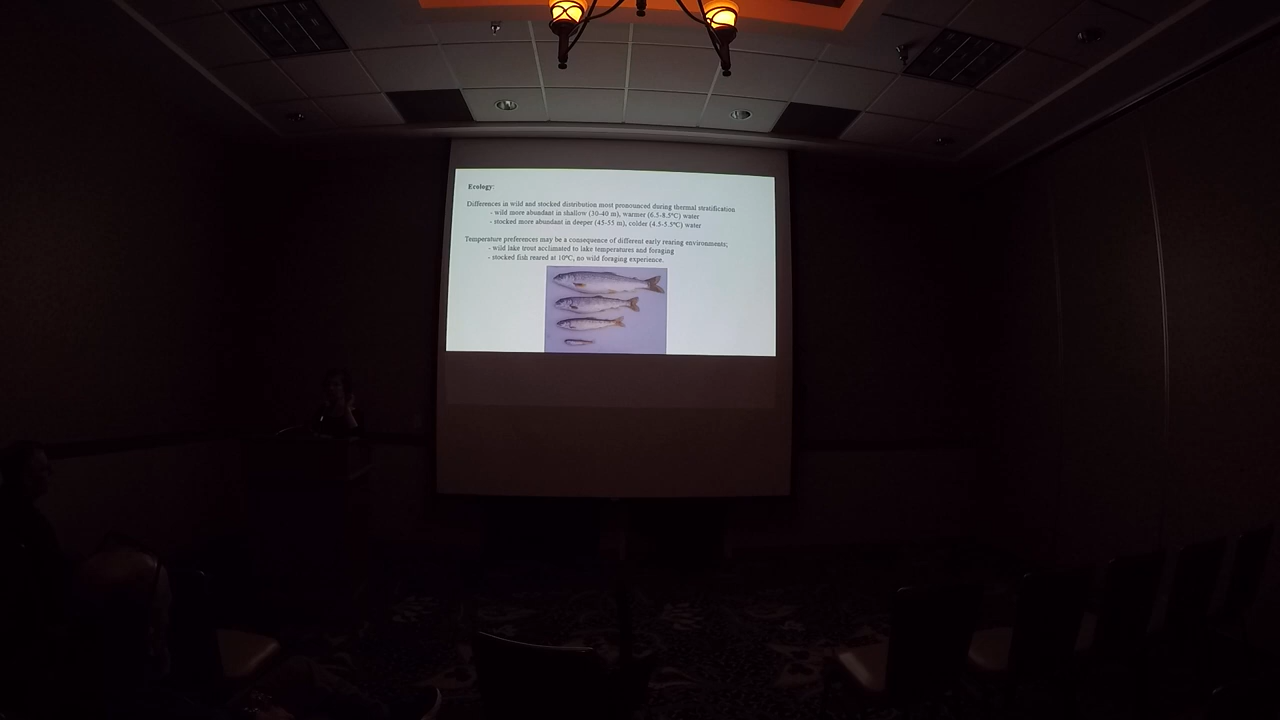 Ecology:
Differences in wild and stocked distribution most pronounced during thermal stratification
- wild more abundant in shallow (30-40 m), warmer (6.5-8.5°C) water
- stocked more abundant in deeper (45-55 m), colder (4.5-5.5°C) water
Temperature preferences may be a consequence of different early rearing environments;
- wild lake trout acclimated to lake temperatures and foraging
- stocked fish reared at 10°C, no wild foraging experience.